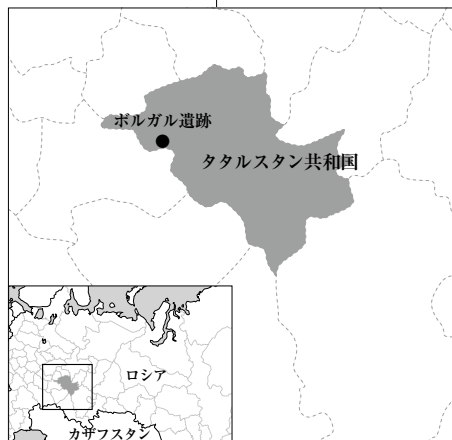 ボルガル遺跡
タタルスタン共和国
ロシア
カザフスタン